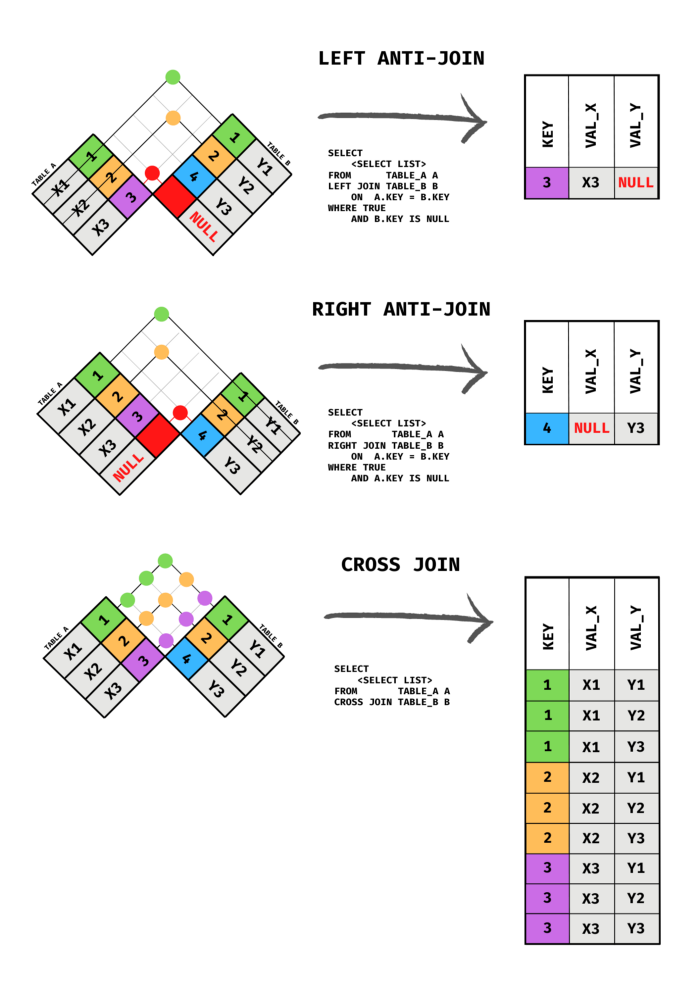 LEFT ANTI-JOIN
TABLE A
1
2
3
X1
X2
X3
TABLE B
1
2
4
Y1
Y2
Y3
NULL
SELECT
<SELECT LIST>
FROM TABLE_A A
LEFT JOIN TABLE_B B
ON A.KEY = B.KEY
WHERE TRUE
AND B.KEY IS NULL
KEY VAL_X VAL_Y
3 X3 NULL
RIGHT ANTI-JOIN
TABLE A
1
2
3
X1
X2
X3
NULL
TABLE B
1
2
4
Y1
Y2
Y3
SELECT
<SELECT LIST>
FROM TABLE_A A
RIGHT JOIN TABLE_B B
ON A.KEY = B.KEY
WHERE TRUE
AND A.KEY IS NULL
KEY VAL_X VAL_Y
4 NULL Y3
CROSS JOIN
TABLE A
1
2
3
X1
X2
X3
TABLE B
1
2
4
Y1
Y2
Y3
SELECT
<SELECT LIST>
FROM TABLE_A A
CROSS JOIN TABLE_B B
KEY VAL_X VAL_Y
1 X1 Y1
1 X1 Y2
1 X1 Y3
2 X2 Y1
2 X2 Y2
2 X2 Y3
3 X3 Y1
3 X3 Y2
3 X3 Y3